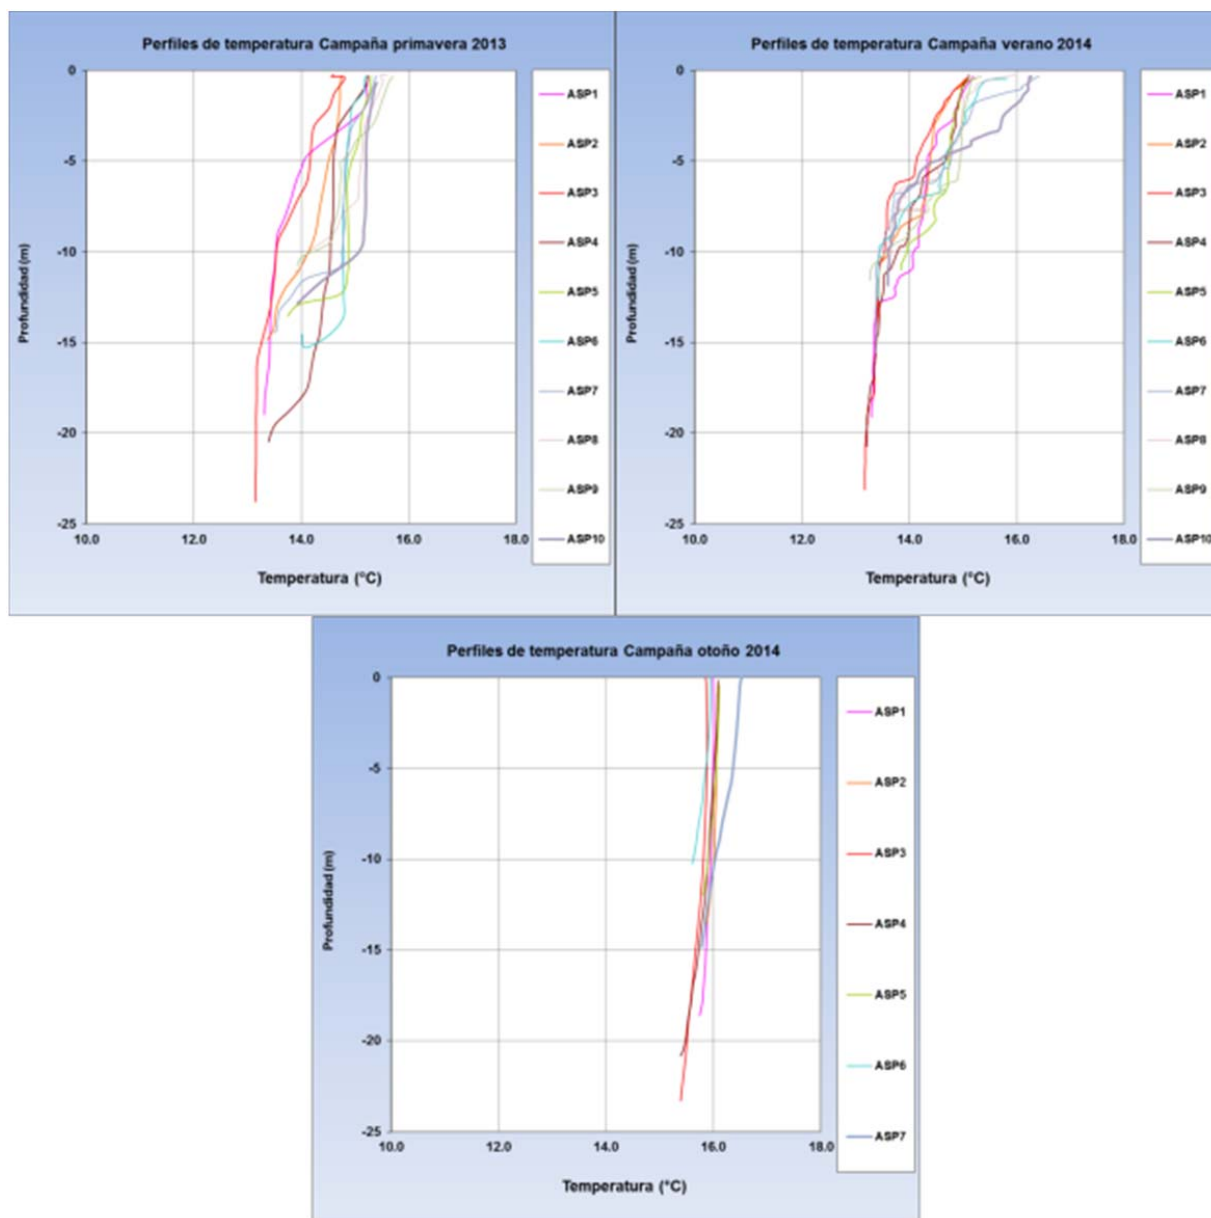 Perfiles de temperatura Campaña primavera 2013
0
-5
-10
-15
-20
-25
10.0 12.0 14.0 16.0 18.0
Profundidad (m)
Temperatura (°C)
ASP1
ASP2
ASP3
ASP4
ASP5
ASP6
ASP7
ASP8
ASP9
ASP10
Perfiles de temperatura Campaña verano 2014
0
-5
-10
-15
-20
-25
10.0 12.0 14.0 16.0 18.0
Profundidad (m)
Temperatura (°C)
ASP1
ASP2
ASP3
ASP4
ASP5
ASP6
ASP7
ASP8
ASP9
ASP10
Perfiles de temperatura Campaña otoño 2014
0
-5
-10
-15
-20
-25
10.0 12.0 14.0 16.0 18.0
Profundidad (m)
Temperatura (°C)
ASP1
ASP2
ASP3
ASP4
ASP5
ASP6
ASP7